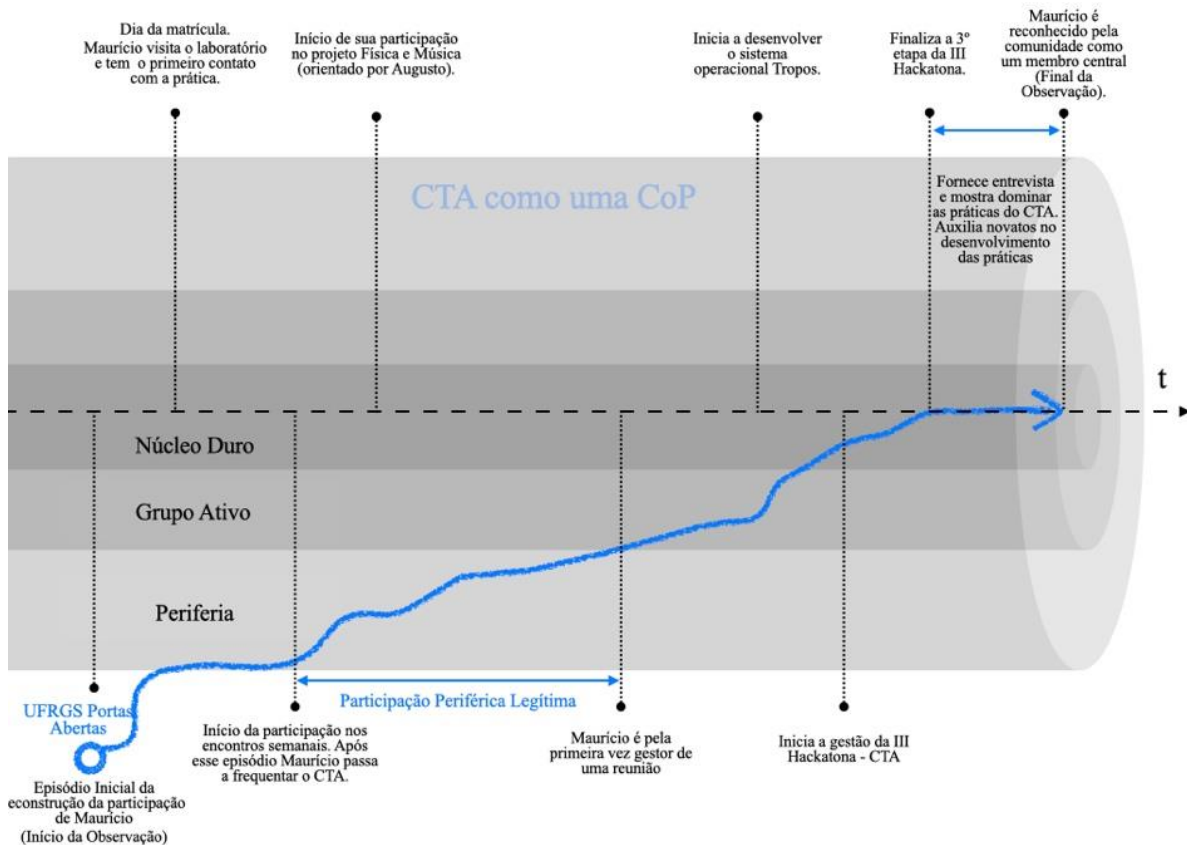 Dia da matrícula.
Maurício visita o laboratório
e tem o primeiro contato
com a prática.
Início de sua participação
no projeto Física e Música
(orientado por Augusto).
Inicia a desenvolver
o sistema
operacional Tropos.
Finaliza a 3º
etapa da III
Hackatona.
Maurício é
reconhecido pela
comunidade como
um membro central
(Final da
Observação).
CTA como uma CoP
Fornece entrevista
e mostra dominar
as práticas do CTA.
Auxilia novatos no
desenvolvimento
das práticas
t
Núcleo Duro
Grupo Ativo
Periferia
UFRGS Portas
Abertas
Participação Periférica Legítima
Episódio Inicial da
econstrução da participação
de Maurício
(Início da Observação)
Início da participação nos
encontros semanais. Após
esse episódio Maurício passa
a frequentar o CTA.
Maurício é pela
primeira vez gestor de
uma reunião
Inicia a gestão da III
Hackatona - CTA